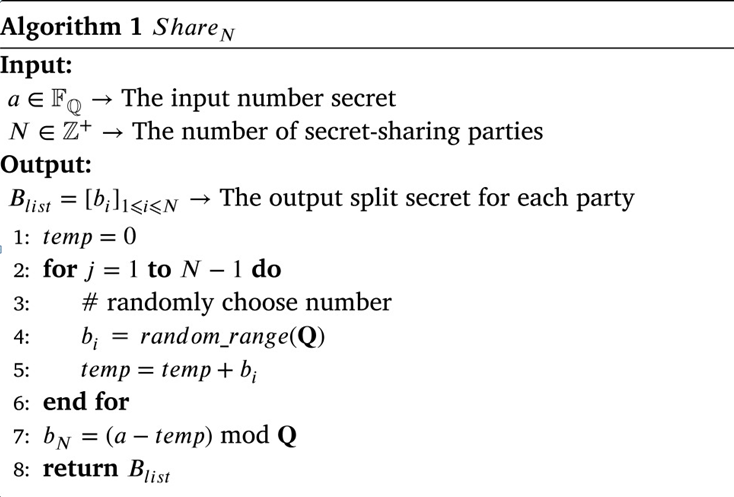 Algorithm 1 Share_N
Input:
a ∈ 𝔽_ℚ → The input number secret
N ∈ ℤ⁺ → The number of secret-sharing parties
Output:
B_list = [b_i]_1⩽i⩽N → The output split secret for each party
1: temp = 0
2: for j = 1 to N − 1 do
3: # randomly choose number
4: b_i = random_range(Q)
5: temp = temp + b_i
6: end for
7: b_N = (a − temp) mod Q
8: return B_list